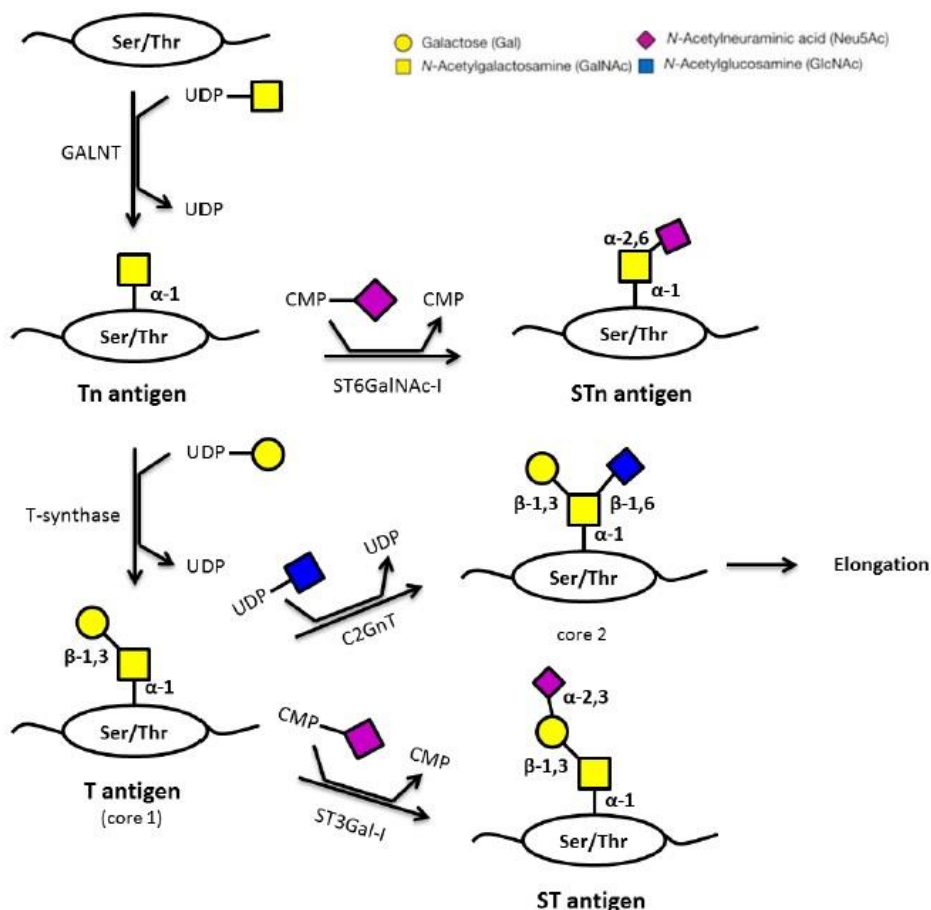 Ser/Thr
Galactose (Gal)
N-Acetylneuraminic acid (Neu5Ac)
N-Acetylgalactosamine (GalNAc)
N-Acetylglucosamine (GlcNAc)
UDP
GALNT
UDP
α-1
Ser/Thr
Tn antigen
CMP
CMP
ST6GalNAc-I
α-2,6
α-1
Ser/Thr
STn antigen
UDP
T-synthase
UDP
UDP
UDP
C2GnT
β-1,3
β-1,6
α-1
Ser/Thr
core 2
Elongation
β-1,3
α-1
Ser/Thr
T antigen
(core 1)
CMP
CMP
ST3Gal-I
α-2,3
β-1,3
α-1
Ser/Thr
ST antigen